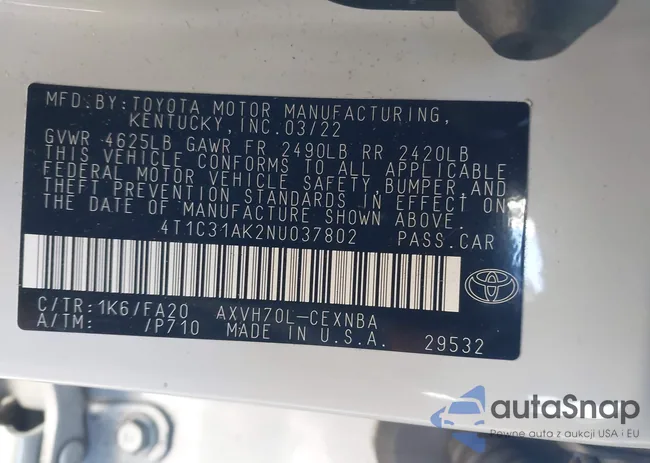 MFD.BY:TOYOTA MOTOR MANUFACTURING,
KENTUCKY,INC.03/22
GVWR 4625LB GAWR FR 2490LB RR 2420LB
THIS VEHICLE CONFORMS TO ALL APPLICABLE
FEDERAL MOTOR VEHICLE SAFETY,BUMPER,AND
THEFT PREVENTION STANDARDS IN EFFECT ON
THE DATE OF MANUFACTURE SHOWN ABOVE.
4T1C31AK2NU037802 PASS.CAR
C/TR:1K6/FA20 AXVH70L-CEXNBA
A/TM: /P710 MADE IN U.S.A. 29532
autaSnap
Pewne auta z aukcji USA i EU